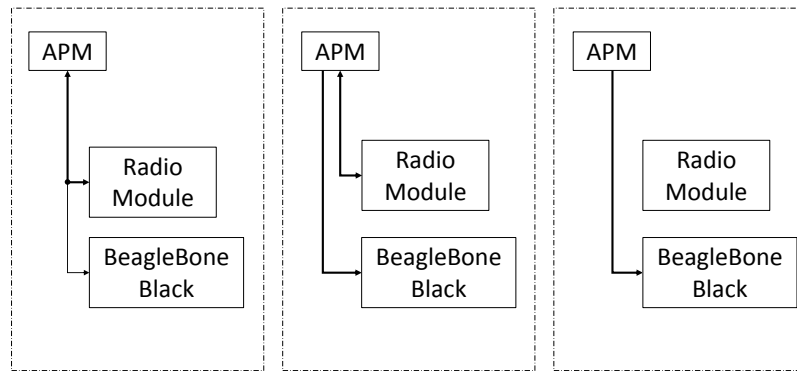 APM
Radio
Module
BeagleBone
Black
APM
Radio
Module
BeagleBone
Black
APM
Radio
Module
BeagleBone
Black